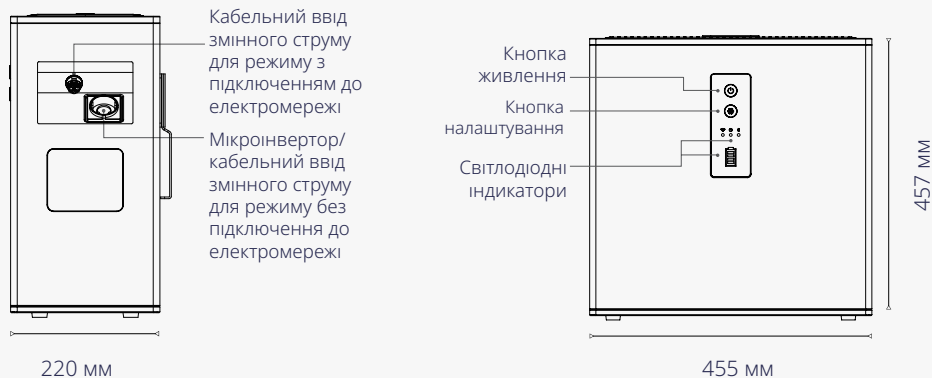 Кабельний ввід
змінного струму
для режиму з
підключенням до
електромережі
Мікроінвертор/
кабельний ввід
змінного струму
для режиму без
підключення до
електромережі
220 мм
Кнопка
живлення
Кнопка
налаштування
Світлодіодні
індикатори
457 мм
455 мм